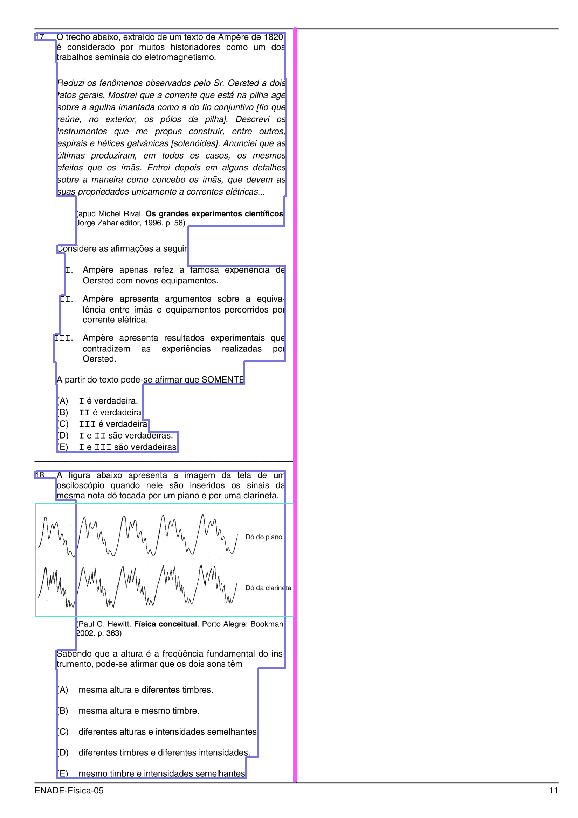 17. O trecho abaixo, extraído de um texto de Ampère de 1820,
é considerado por muitos historiadores como um dos
trabalhos seminais do eletromagnetismo.
Reduzi os fenômenos observados pelo Sr. Oersted a dois
fatos gerais. Mostrei que a corrente que está na pilha age
sobre a agulha imantada como a do fio conjuntivo [fio que
reúne, no exterior, os pólos da pilha]. Descrevi os
instrumentos que me propus construir, entre outros,
espirais e hélices galvânicas [solenóides]. Anunciei que as
últimas produziram, em todos os casos, os mesmos
efeitos que os ímãs. Entrei depois em alguns detalhes
sobre a maneira como concebo os ímãs, que devem as
suas propriedades unicamente a correntes elétricas...
(apud Michel Rival. Os grandes experimentos científicos.
Jorge Zahar editor, 1996. p. 58)
Considere as afirmações a seguir.
I. Ampère apenas refez a famosa experiência de
Oersted com novos equipamentos.
II. Ampère apresenta argumentos sobre a equiva-
lência entre ímãs e equipamentos percorridos por
corrente elétrica.
III. Ampère apresenta resultados experimentais que
contradizem as experiências realizadas por
Oersted.
A partir do texto pode-se afirmar que SOMENTE
(A) I é verdadeira.
(B) II é verdadeira.
(C) III é verdadeira.
(D) I e II são verdadeiras.
(E) I e III são verdadeiras.
18. A figura abaixo apresenta a imagem da tela de um
osciloscópio quando nele são inseridos os sinais da
mesma nota dó tocada por um piano e por uma clarineta.
Dó do piano
Dó da clarineta
(Paul G. Hewitt. Física conceitual. Porto Alegre: Bookman,
2002. p. 363)
Sabendo que a altura é a freqüência fundamental do ins-
trumento, pode-se afirmar que os dois sons têm
(A) mesma altura e diferentes timbres.
(B) mesma altura e mesmo timbre.
(C) diferentes alturas e intensidades semelhantes.
(D) diferentes timbres e diferentes intensidades.
(E) mesmo timbre e intensidades semelhantes.
ENADE-Física-05 11